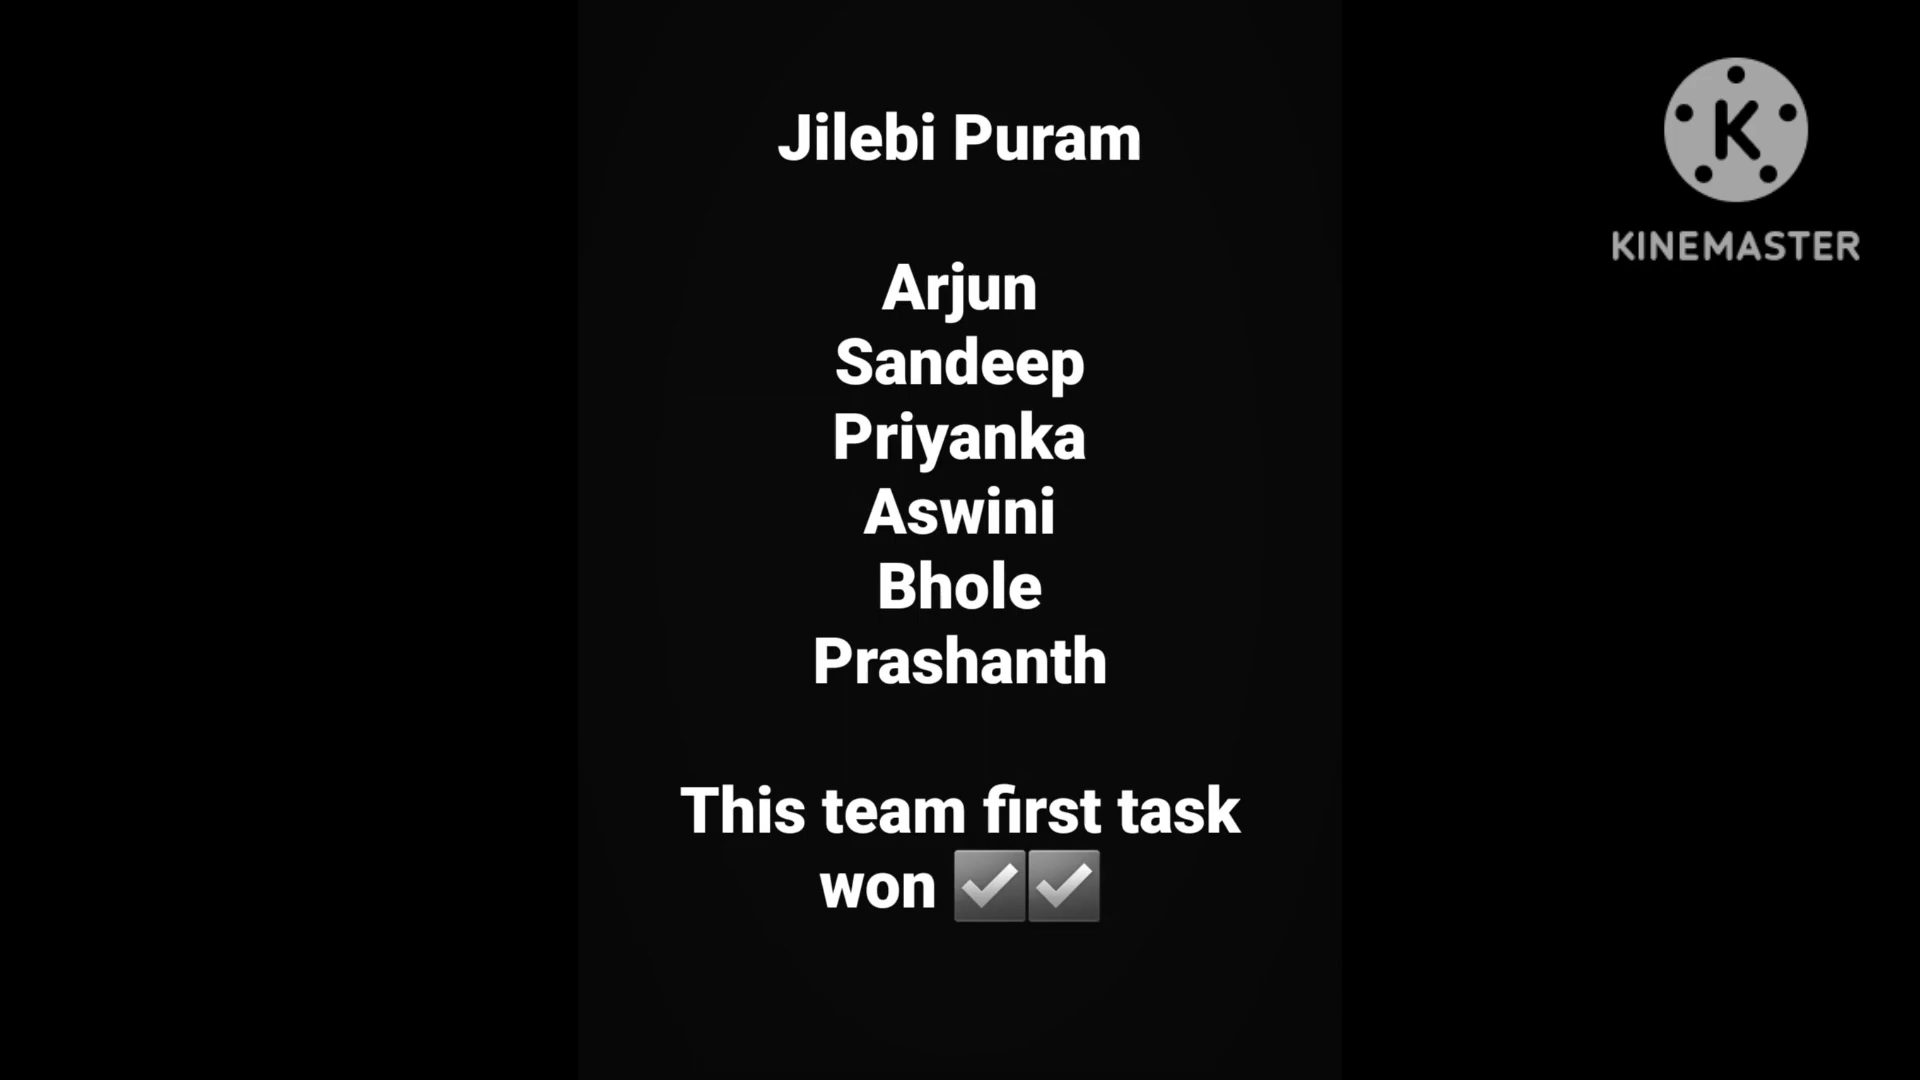 Jilebi Puram
K
KINEMASTER
Arjun
Sandeep
Priyanka
Aswini
Bhole
Prashanth
This team first task
won ☑️☑️